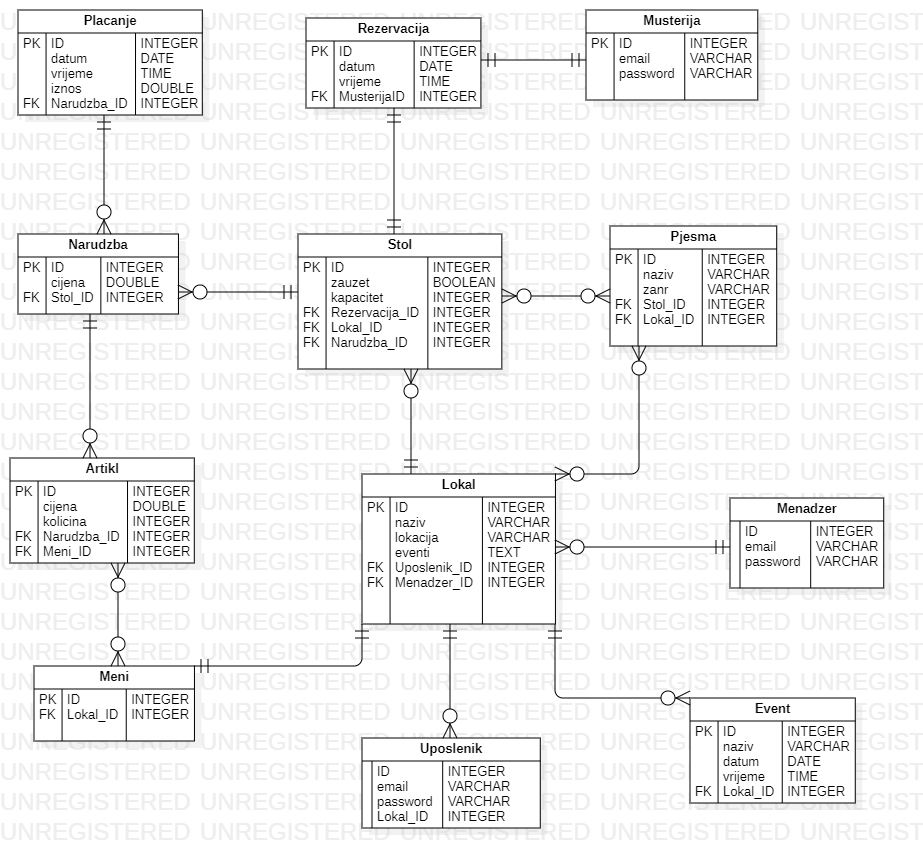 Placanje
PK ID INTEGER
datum DATE
vrijeme TIME
iznos DOUBLE
FK Narudzba_ID INTEGER
Rezervacija
PK ID INTEGER
datum DATE
vrijeme TIME
FK MusterijaID INTEGER
Musterija
PK ID INTEGER
email VARCHAR
password VARCHAR
Narudzba
PK ID INTEGER
cijena DOUBLE
FK Stol_ID INTEGER
Stol
PK ID INTEGER
zauzet BOOLEAN
kapacitet INTEGER
FK Rezervacija_ID INTEGER
FK Lokal_ID INTEGER
FK Narudzba_ID INTEGER
Pjesma
PK ID INTEGER
naziv VARCHAR
zanr VARCHAR
FK Stol_ID INTEGER
FK Lokal_ID INTEGER
Artikl
PK ID INTEGER
cijena DOUBLE
kolicina INTEGER
FK Narudzba_ID INTEGER
FK Meni_ID INTEGER
Lokal
PK ID INTEGER
naziv VARCHAR
lokacija VARCHAR
eventi TEXT
FK Uposlenik_ID INTEGER
FK Menadzer_ID INTEGER
Menadzer
ID INTEGER
email VARCHAR
password VARCHAR
Meni
PK ID INTEGER
FK Lokal_ID INTEGER
Uposlenik
ID INTEGER
email VARCHAR
password VARCHAR
Lokal_ID INTEGER
Event
PK ID INTEGER
naziv VARCHAR
datum DATE
vrijeme TIME
FK Lokal_ID INTEGER
UNREGISTERED